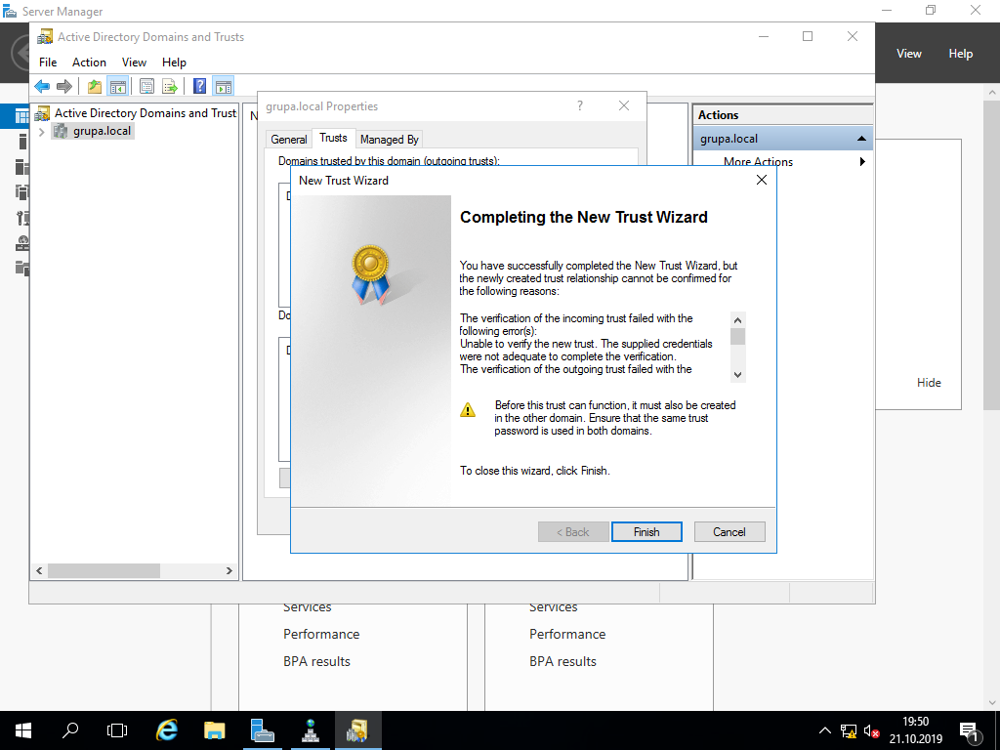 Server Manager
View
Help
Active Directory Domains and Trusts
File
Action
View
Help
Active Directory Domains and Trust
grupa.local
N
grupa.local Properties
?
General
Trusts
Managed By
Domains trusted by this domain (outgoing trusts):
Actions
grupa.local
More Actions
New Trust Wizard
Completing the New Trust Wizard
You have successfully completed the New Trust Wizard, but
the newly created trust relationship cannot be confirmed for
the following reasons:
The verification of the incoming trust failed with the
following error(s):
Unable to verify the new trust. The supplied credentials
were not adequate to complete the verification.
The verification of the outgoing trust failed with the
Before this trust can function, it must also be created
in the other domain. Ensure that the same trust
password is used in both domains.
To close this wizard, click Finish.
< Back
Finish
Cancel
Do
Hide
Services
Performance
BPA results
Services
Performance
BPA results
19:50
21.10.2019
1